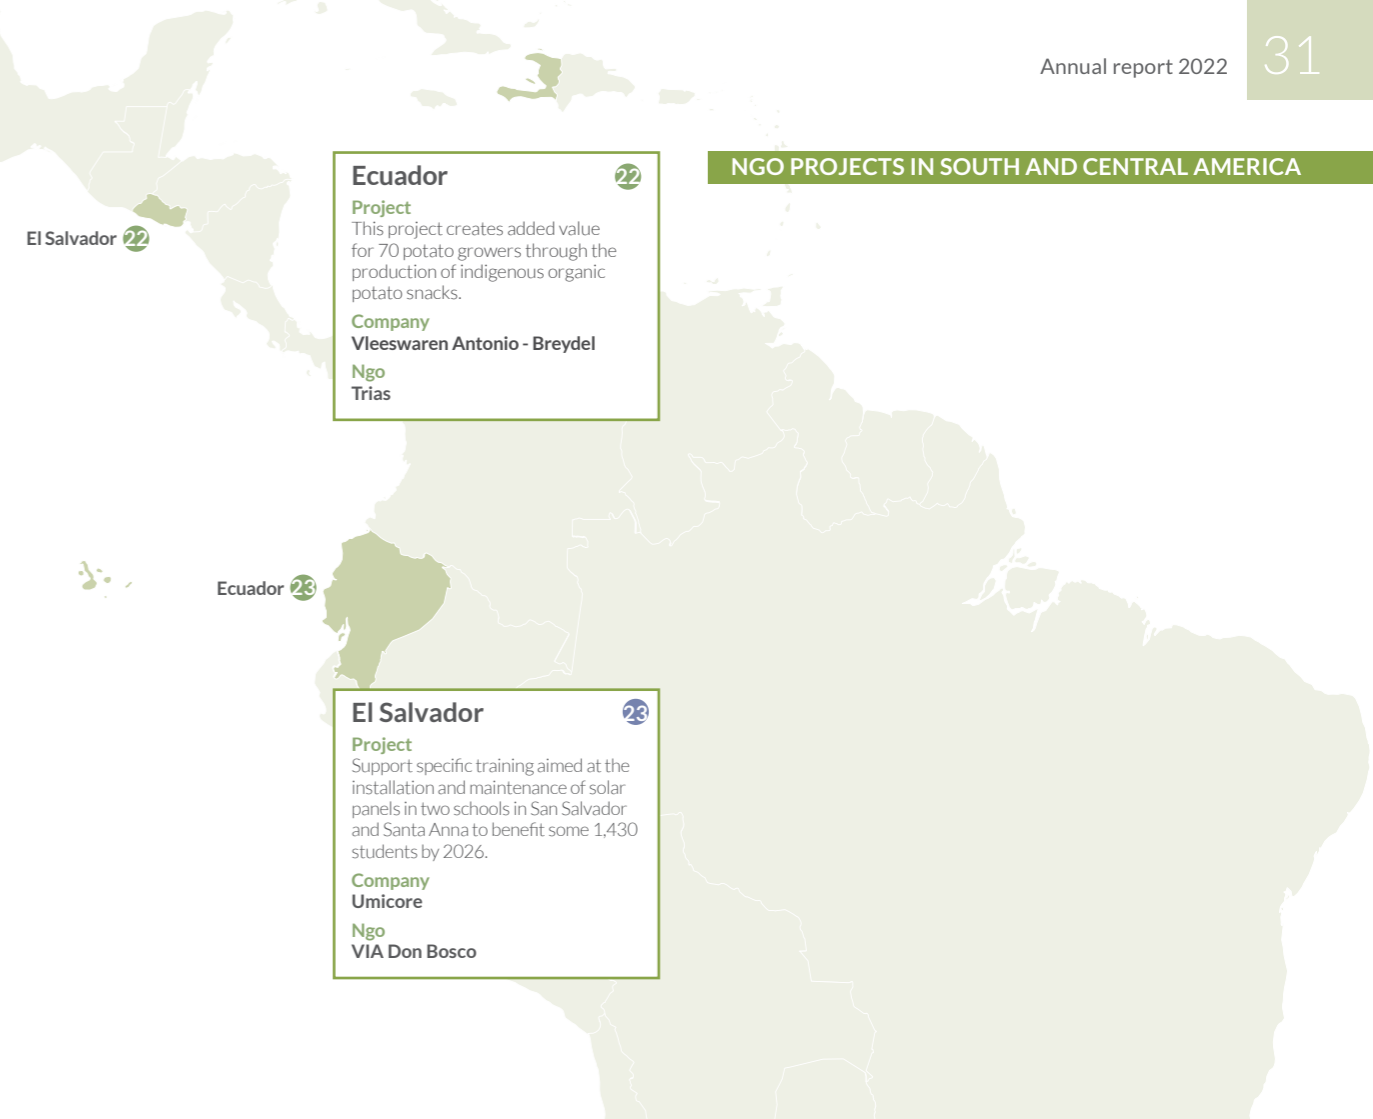 Annual report 2022
31
NGO PROJECTS IN SOUTH AND CENTRAL AMERICA
El Salvador 22
Ecuador 22
Project
This project creates added value
for 70 potato growers through the
production of indigenous organic
potato snacks.
Company
Vleeswaren Antonio - Breydel
Ngo
Trias
Ecuador 23
El Salvador 23
Project
Support specific training aimed at the
installation and maintenance of solar
panels in two schools in San Salvador
and Santa Anna to benefit some 1,430
students by 2026.
Company
Umicore
Ngo
VIA Don Bosco